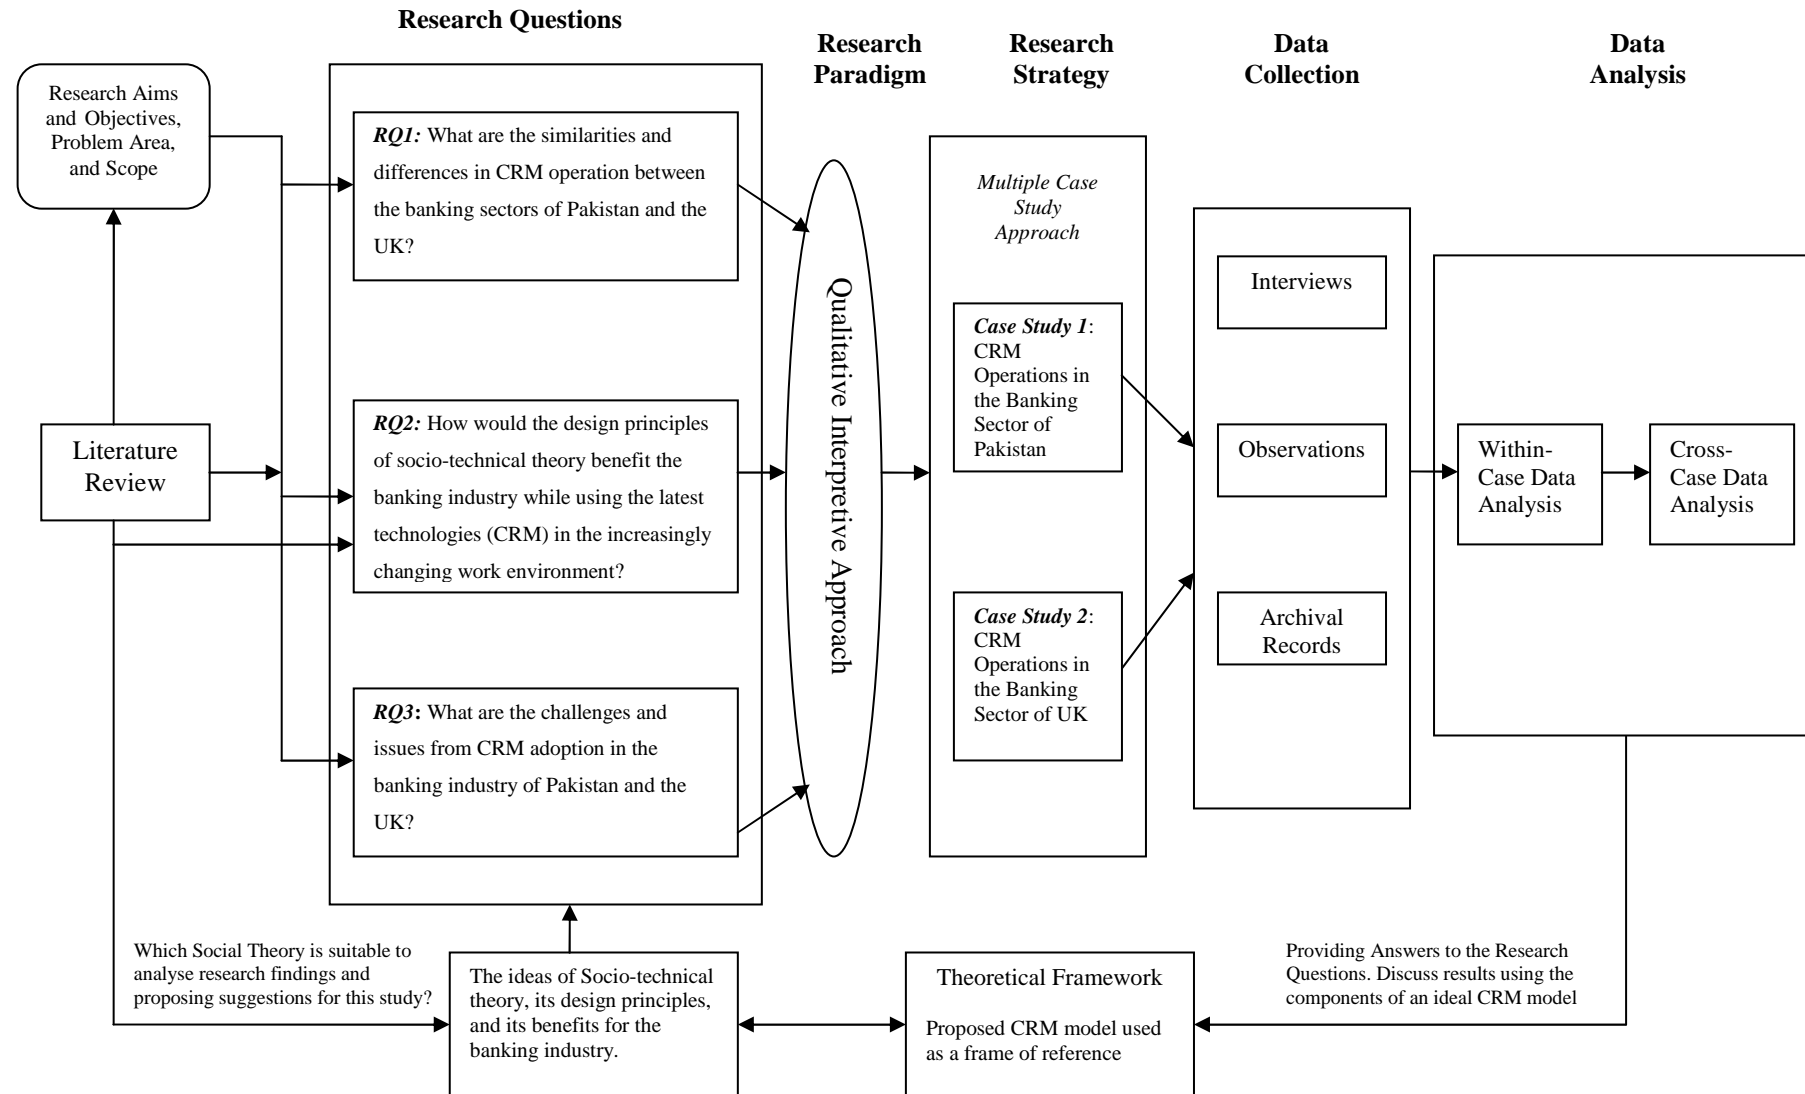 Research Questions
Research
Paradigm
Research
Strategy
Data
Collection
Data
Analysis
Research Aims
and Objectives,
Problem Area,
and Scope
Literature
Review
RQ1: What are the similarities and
differences in CRM operation between
the banking sectors of Pakistan and the
UK?
RQ2: How would the design principles
of socio-technical theory benefit the
banking industry while using the latest
technologies (CRM) in the increasingly
changing work environment?
RQ3: What are the challenges and
issues from CRM adoption in the
banking industry of Pakistan and the
UK?
Qualitative Interpretive Approach
Multiple Case
Study
Approach
Case Study 1:
CRM
Operations in
the Banking
Sector of
Pakistan
Case Study 2:
CRM
Operations in
the Banking
Sector of UK
Interviews
Observations
Archival
Records
Within-
Case Data
Analysis
Cross-
Case Data
Analysis
Which Social Theory is suitable to
analyse research findings and
proposing suggestions for this study?
The ideas of Socio-technical
theory, its design principles,
and its benefits for the
banking industry.
Theoretical Framework
Proposed CRM model used
as a frame of reference
Providing Answers to the Research
Questions. Discuss results using the
components of an ideal CRM model